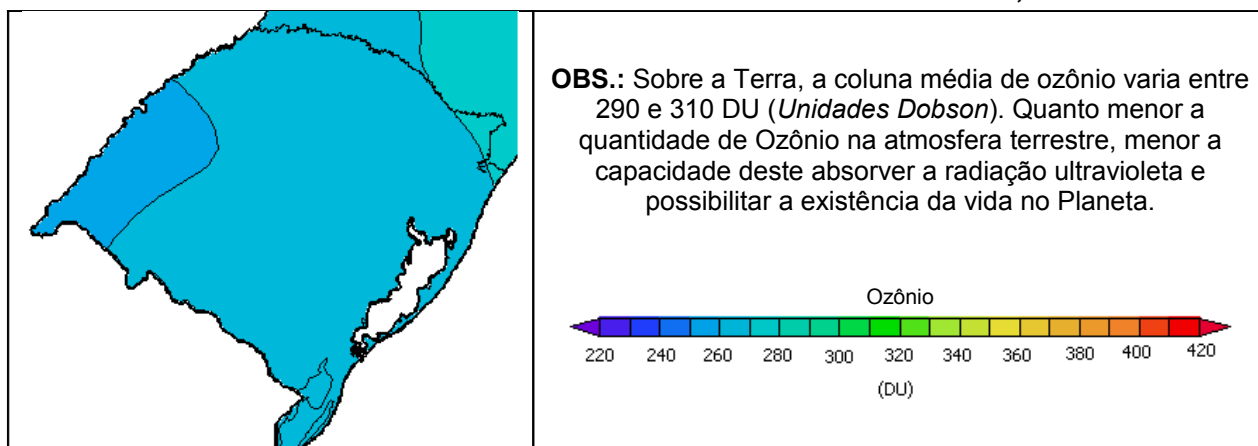 OBS.: Sobre a Terra, a coluna média de ozônio varia entre
290 e 310 DU (Unidades Dobson). Quanto menor a
quantidade de Ozônio na atmosfera terrestre, menor a
capacidade deste absorver a radiação ultravioleta e
possibilitar a existência da vida no Planeta.
Ozônio
220 240 260 280 300 320 340 360 380 400 420
(DU)